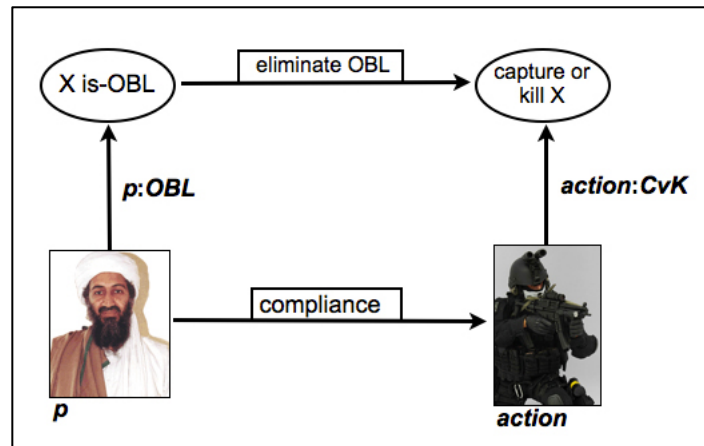 X is-OBL
eliminate OBL
capture or
kill X
p:OBL
action:CvK
compliance
p
action